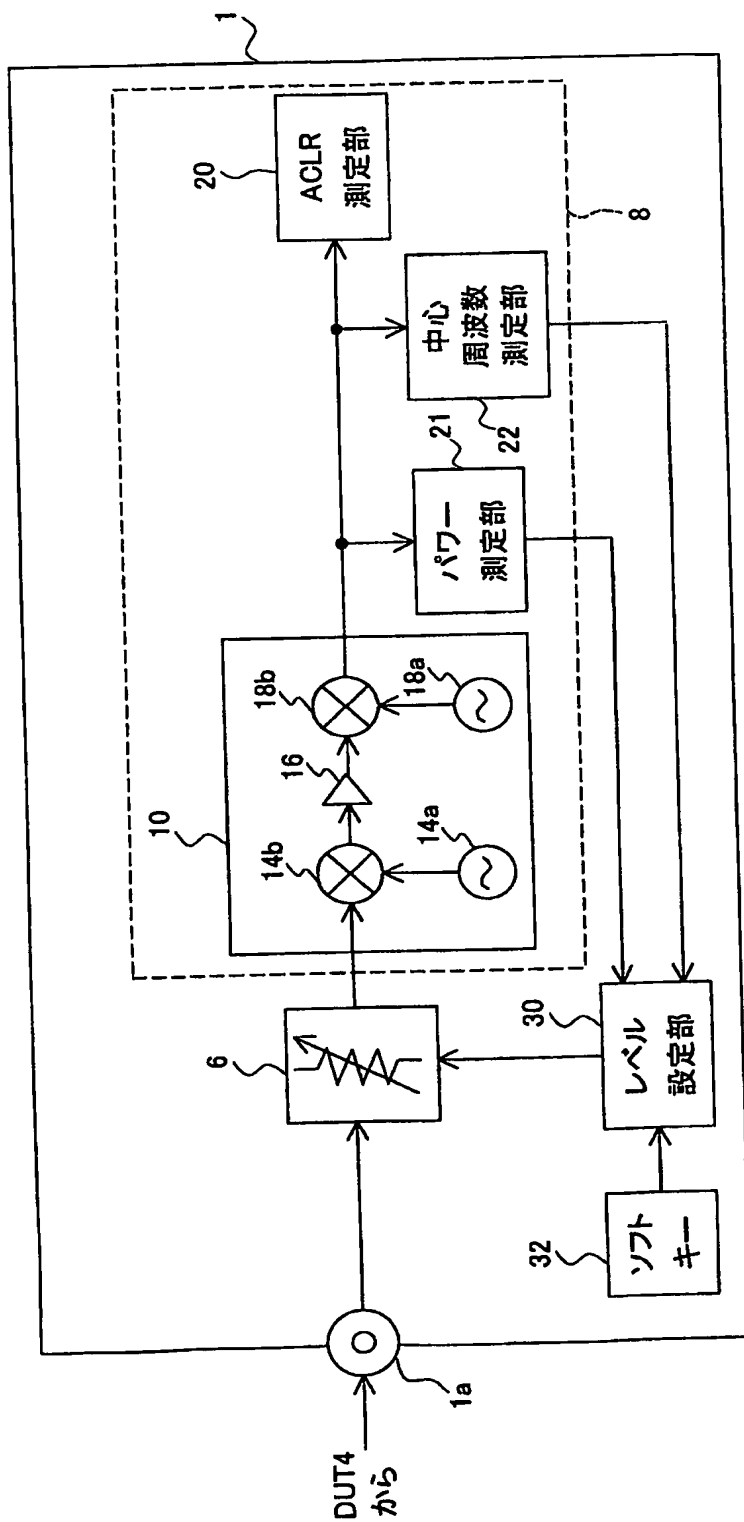 1
20
ACLR
測定部
8
中心
周波数
測定部
22
21
パワー
測定部
10
18b
18a
16
14b
14a
6
30
レベル
設定部
32
ソフト
キー
1a
DUT4
から